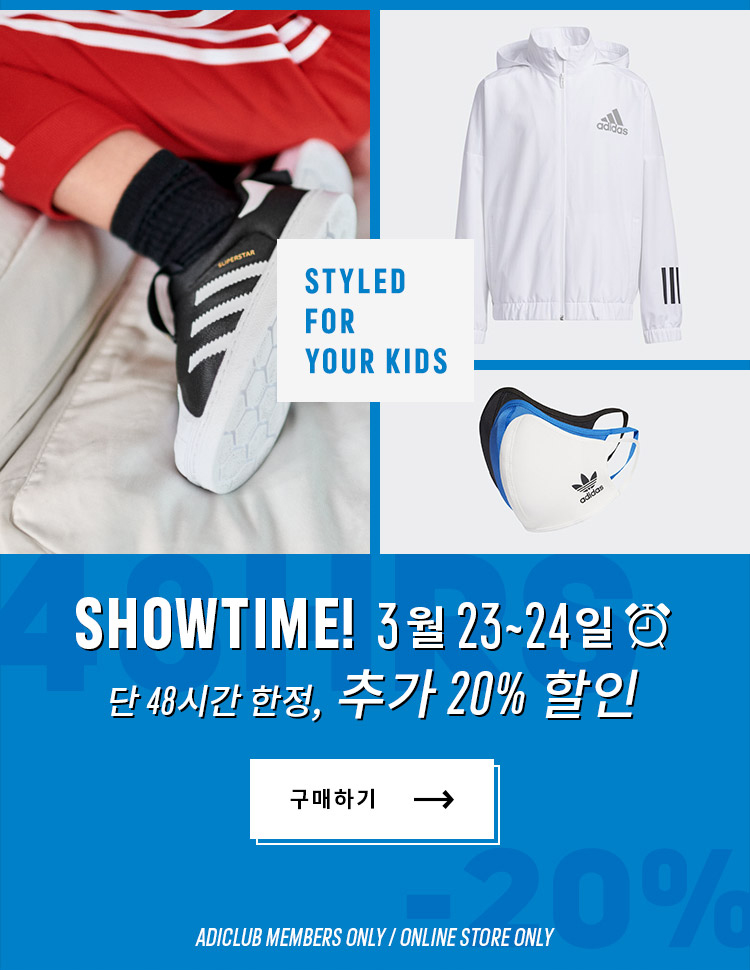 SUPERSTAR
adidas
STYLED
FOR
YOUR KIDS
adidas
48HRS
SHOWTIME! 3월 23~24일
단 48시간 한정, 추가 20% 할인
구매하기
-20%
ADICLUB MEMBERS ONLY / ONLINE STORE ONLY